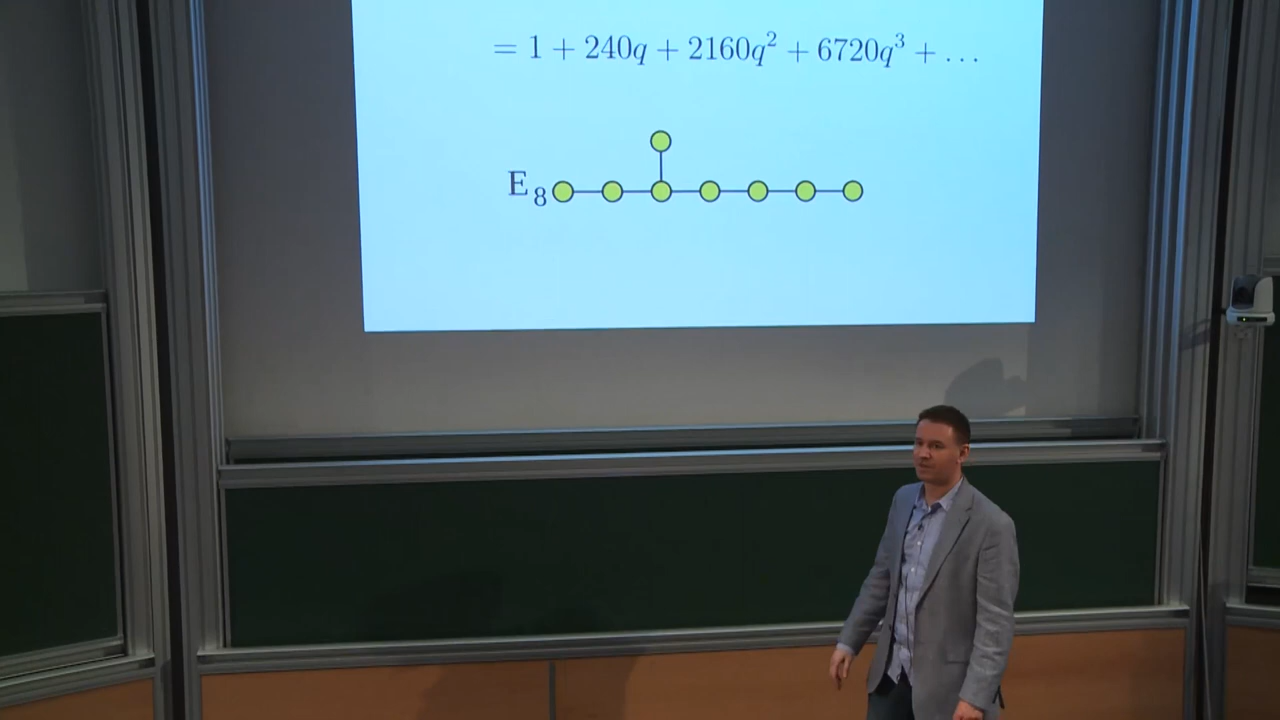 = 1 + 240q + 2160q² + 6720q³ + ...
E₈